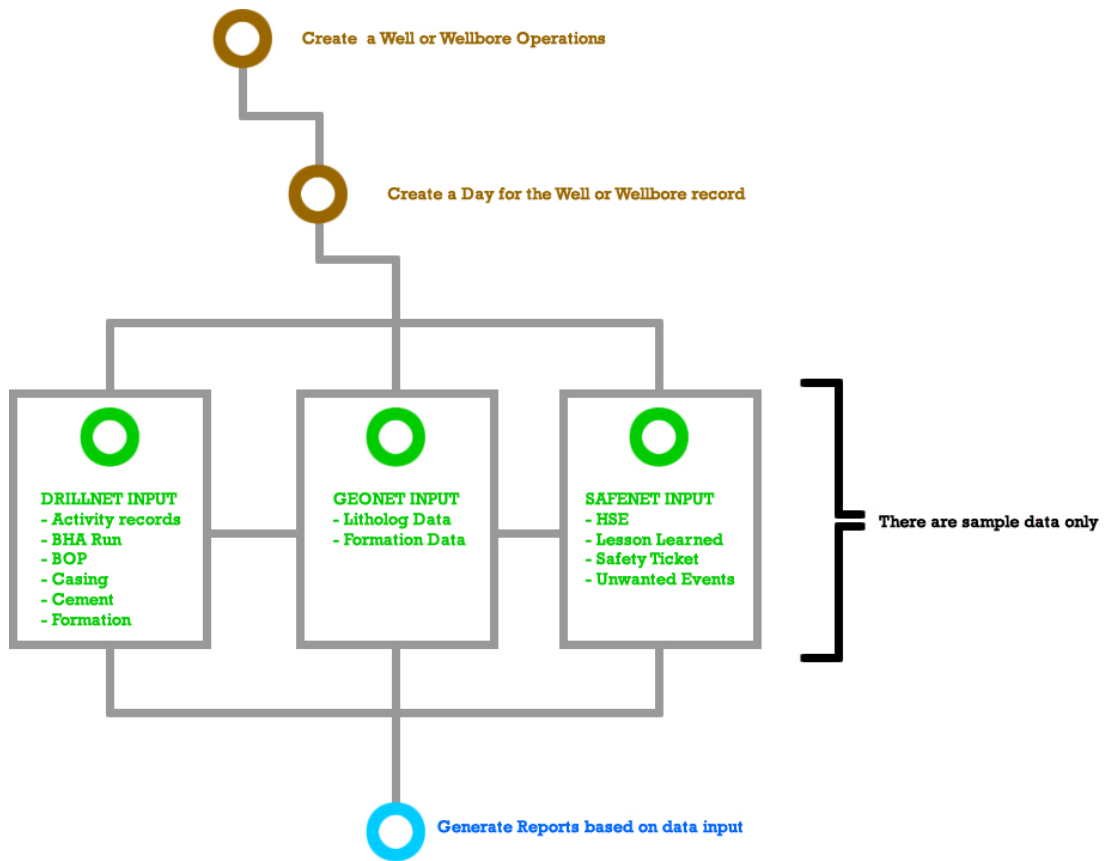 Create a Well or Wellbore Operations
Create a Day for the Well or Wellbore record
DRILLNET INPUT
- Activity records
- BHA Run
- BOP
- Casing
- Cement
- Formation
GEONET INPUT
- Litholog Data
- Formation Data
SAFENET INPUT
- HSE
- Lesson Learned
- Safety Ticket
- Unwanted Events
There are sample data only
Generate Reports based on data input